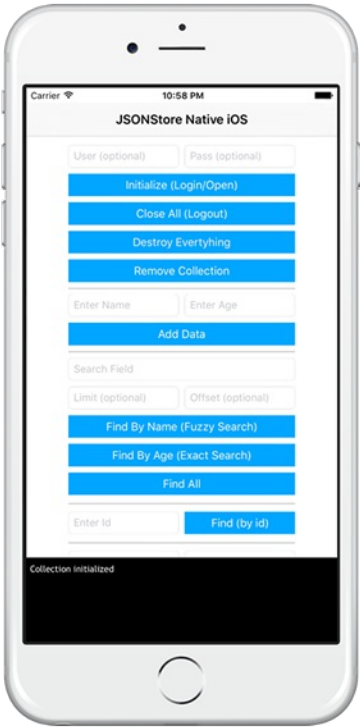 Carrier 10:58 PM
JSONStore Native iOS
User (optional) Pass (optional)
Initialize (Login/Open)
Close All (Logout)
Destroy Evertyhing
Remove Collection
Enter Name Enter Age
Add Data
Search Field
Limit (optional) Offset (optional)
Find By Name (Fuzzy Search)
Find By Age (Exact Search)
Find All
Enter Id Find (by id)
Collection initialized